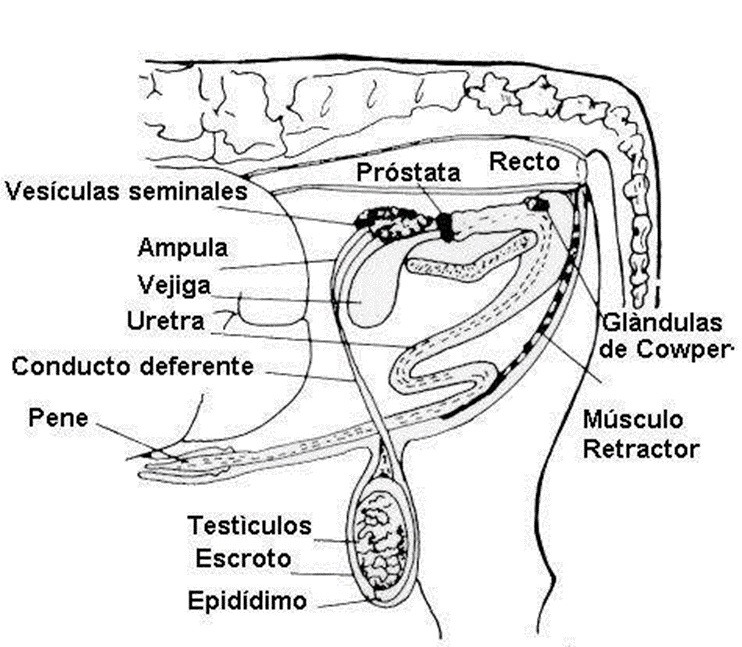 Recto
Próstata
Vesículas seminales
Ampula
Vejiga
Uretra
Glàndulas
de Cowper
Conducto deferente
Pene
Músculo
Retractor
Testìculos
Escroto
Epidídimo